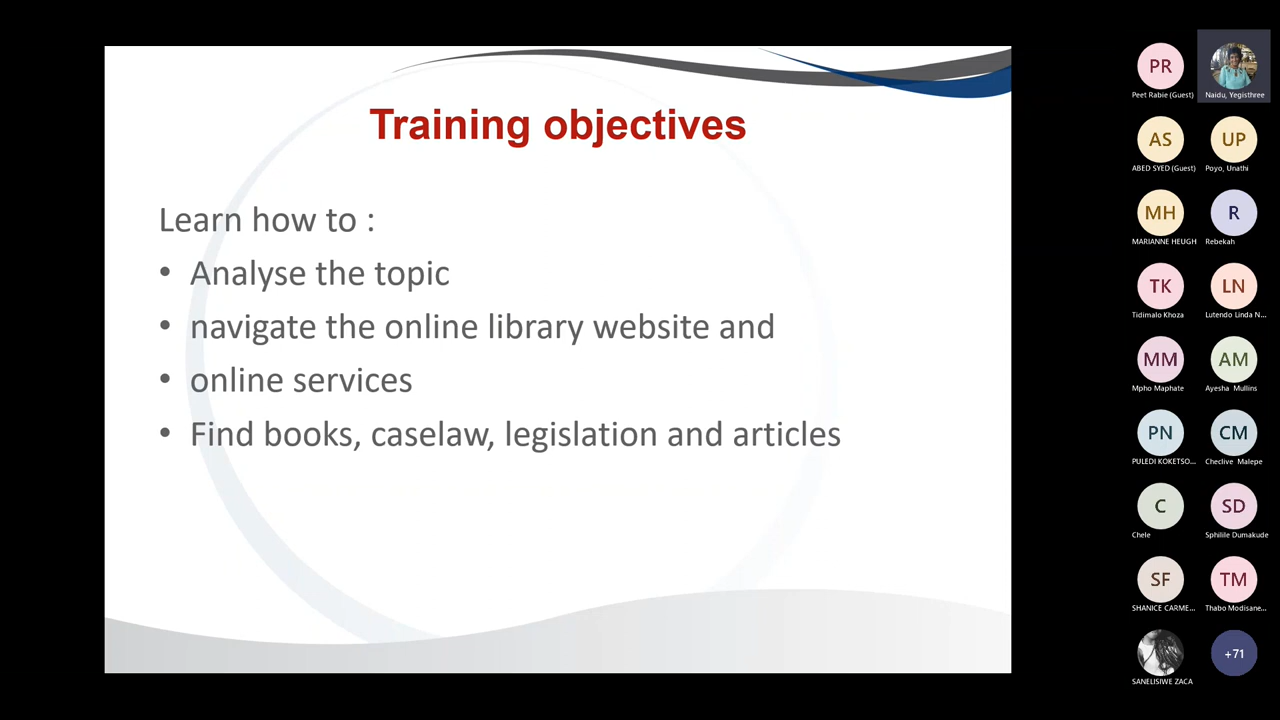 Training objectives
Learn how to :
• Analyse the topic
• navigate the online library website and
• online services
• Find books, caselaw, legislation and articles
PR
Peet Rabie (Guest)
Naidu, Yegisthree
AS
ABED SYED (Guest)
UP
Poyo, Unathi
MH
MARIANNE HEUGH
R
Rebekah
TK
Tidimalo Khoza
LN
Lutendo Linda N...
MM
Mpho Maphate
AM
Ayesha Mullins
PN
PULEDI KOKETSO...
CM
Checlive Malepe
C
Chele
SD
Sphilile Dumakude
SF
SHANICE CARME...
TM
Thabo Modisane...
SANELISIWE ZACA
+71